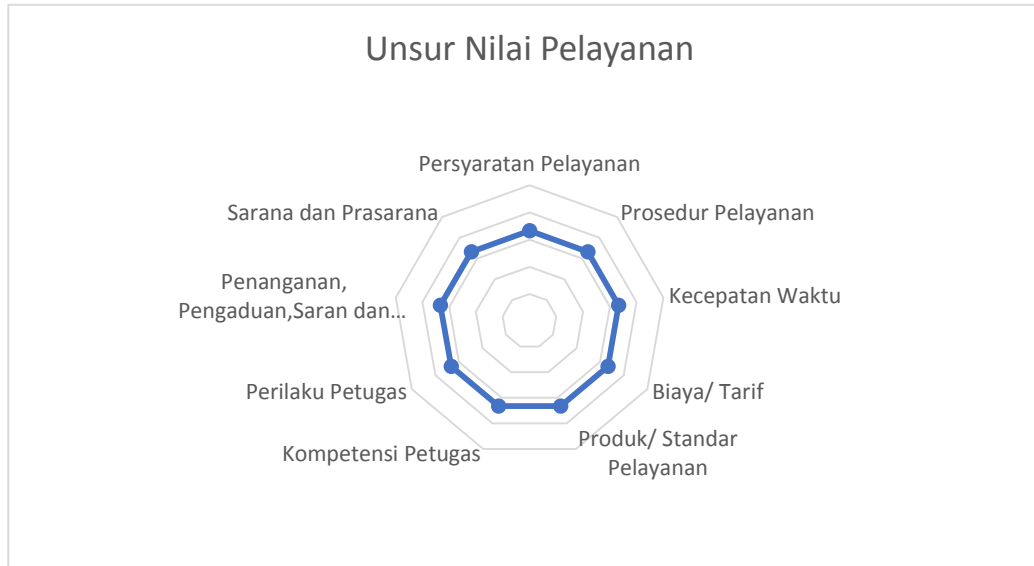 Unsur Nilai Pelayanan
Persyaratan Pelayanan
Prosedur Pelayanan
Kecepatan Waktu
Biaya/ Tarif
Produk/ Standar
Pelayanan
Kompetensi Petugas
Perilaku Petugas
Penanganan,
Pengaduan,Saran dan...
Sarana dan Prasarana